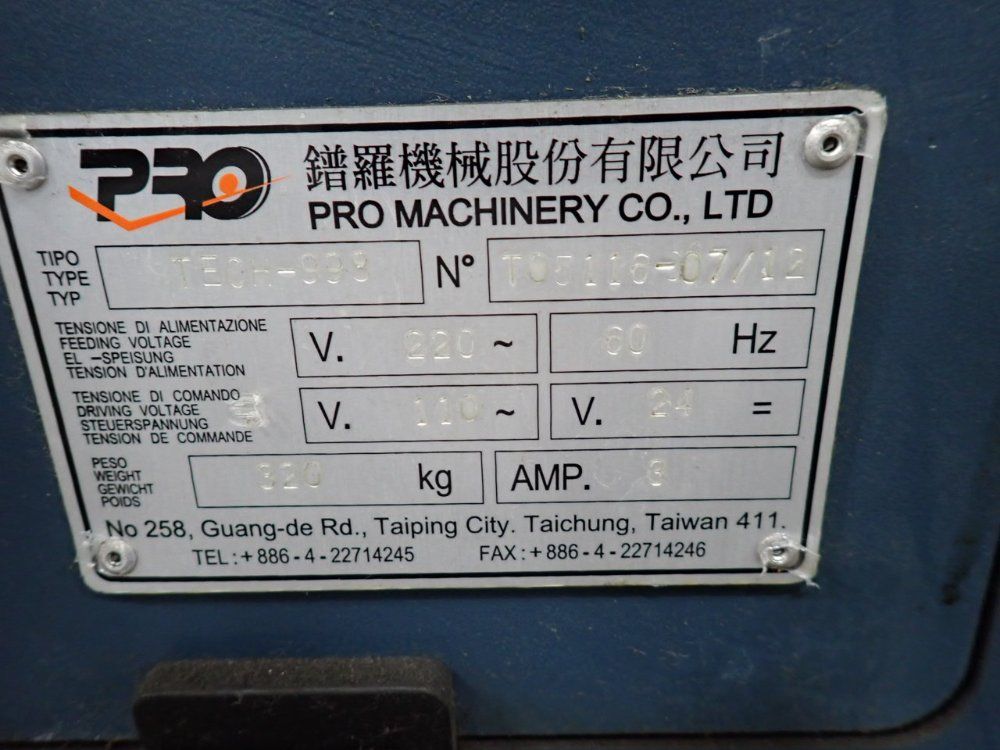 PRO 鐠羅機械股份有限公司
PRO MACHINERY CO., LTD
TIPO
TYPE
TYP
TECH-998 N° T05116-07/12
TENSIONE DI ALIMENTAZIONE
FEEDING VOLTAGE
EL -SPEISUNG
TENSION D'ALIMENTATION
V. 220 ~ 60 Hz
TENSIONE DI COMANDO
DRIVING VOLTAGE
STEUERSPANNUNG
TENSION DE COMMANDE
V. 110 ~ V. 24 =
PESO
WEIGHT
GEWICHT
POIDS
320 kg AMP. 3
No 258, Guang-de Rd., Taiping City. Taichung, Taiwan 411.
TEL:+886-4-22714245 FAX:+886-4-22714246